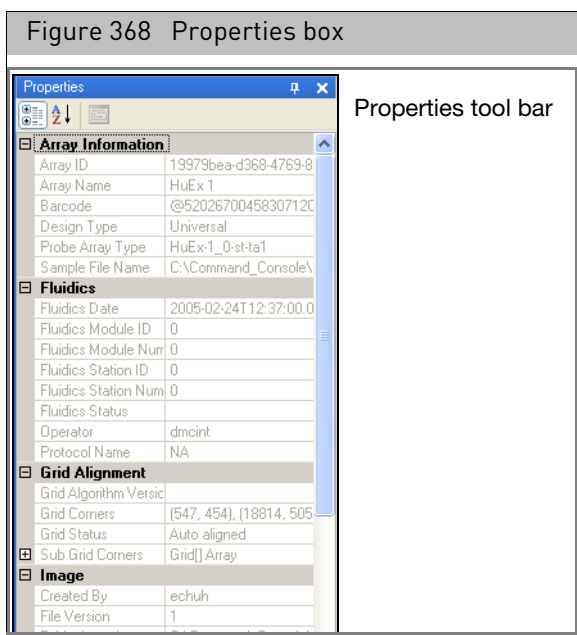 Figure 368 Properties box
Properties
Properties tool bar
Array Information
Array ID 19979bea-d368-4769-8
Array Name HuEx 1
Barcode @52026700458307120
Design Type Universal
Probe Array Type HuEx-1_0-st-ta1
Sample File Name C:\Command_Console\
Fluidics
Fluidics Date 2005-02-24T12:37:00.0
Fluidics Module ID 0
Fluidics Module Num 0
Fluidics Station ID 0
Fluidics Station Num 0
Fluidics Status
Operator dmcint
Protocol Name NA
Grid Alignment
Grid Algorithm Versic
Grid Corners (547, 454), (18814, 505
Grid Status Auto aligned
Sub Grid Corners Grid[] Array
Image
Created By echuh
File Version 1